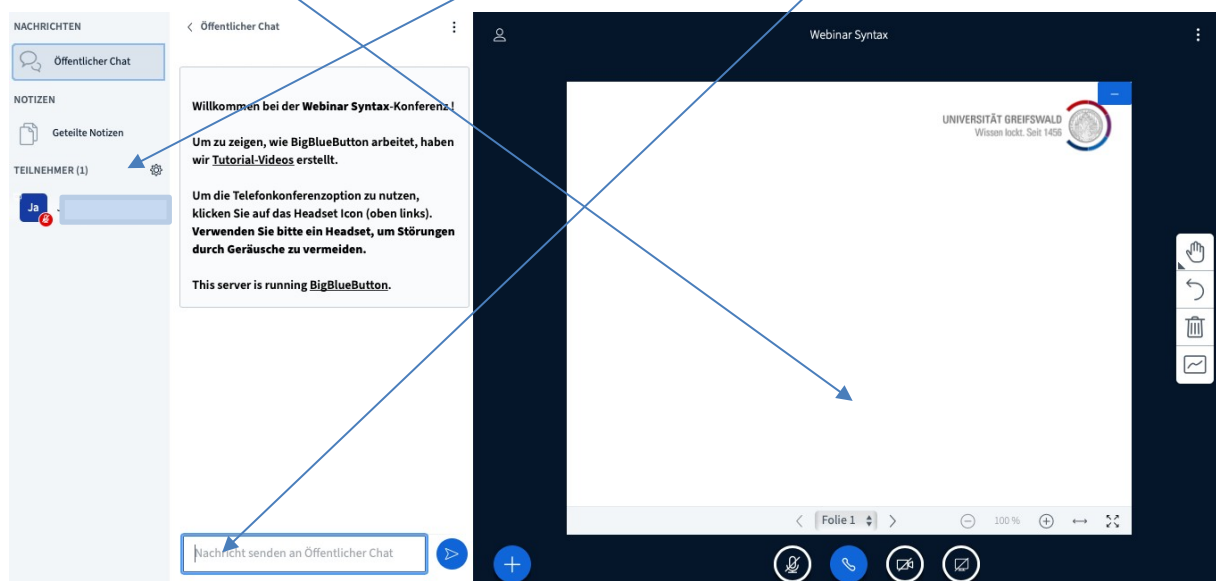 NACHRICHTEN
Öffentlicher Chat
NOTIZEN
Geteilte Notizen
TEILNEHMER (1)
Ja
Öffentlicher Chat
Willkommen bei der Webinar Syntax-Konferenz !
Um zu zeigen, wie BigBlueButton arbeitet, haben
wir Tutorial-Videos erstellt.
Um die Telefonkonferenzoption zu nutzen,
klicken Sie auf das Headset Icon (oben links).
Verwenden Sie bitte ein Headset, um Störungen
durch Geräusche zu vermeiden.
This server is running BigBlueButton.
Nachricht senden an Öffentlicher Chat
Webinar Syntax
UNIVERSITÄT GREIFSWALD
Wissen lockt. Seit 1456
Folie 1
100 %